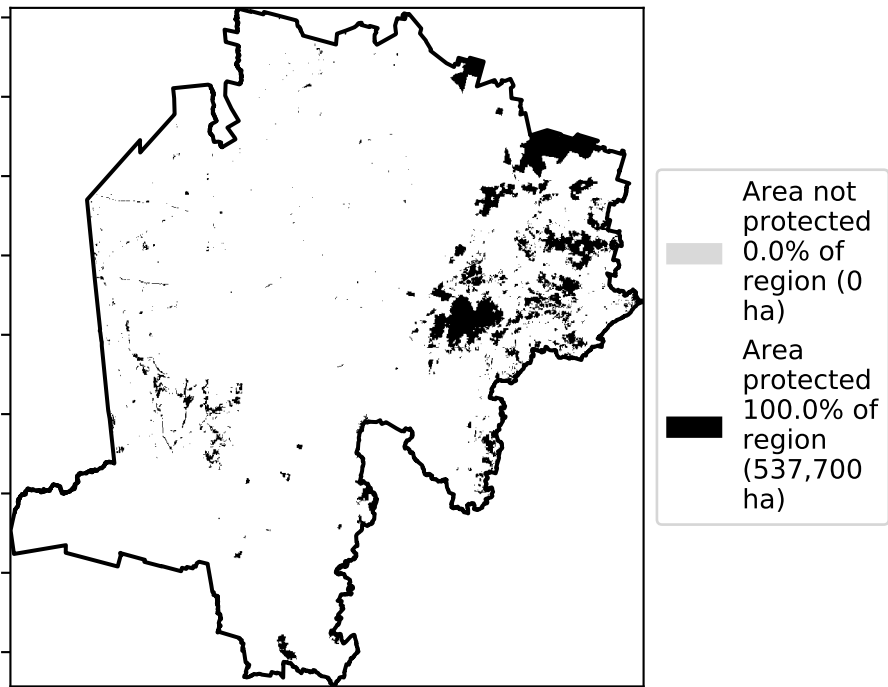 Area not
protected
0.0% of
region (0
ha)
Area
protected
100.0% of
region
(537,700
ha)